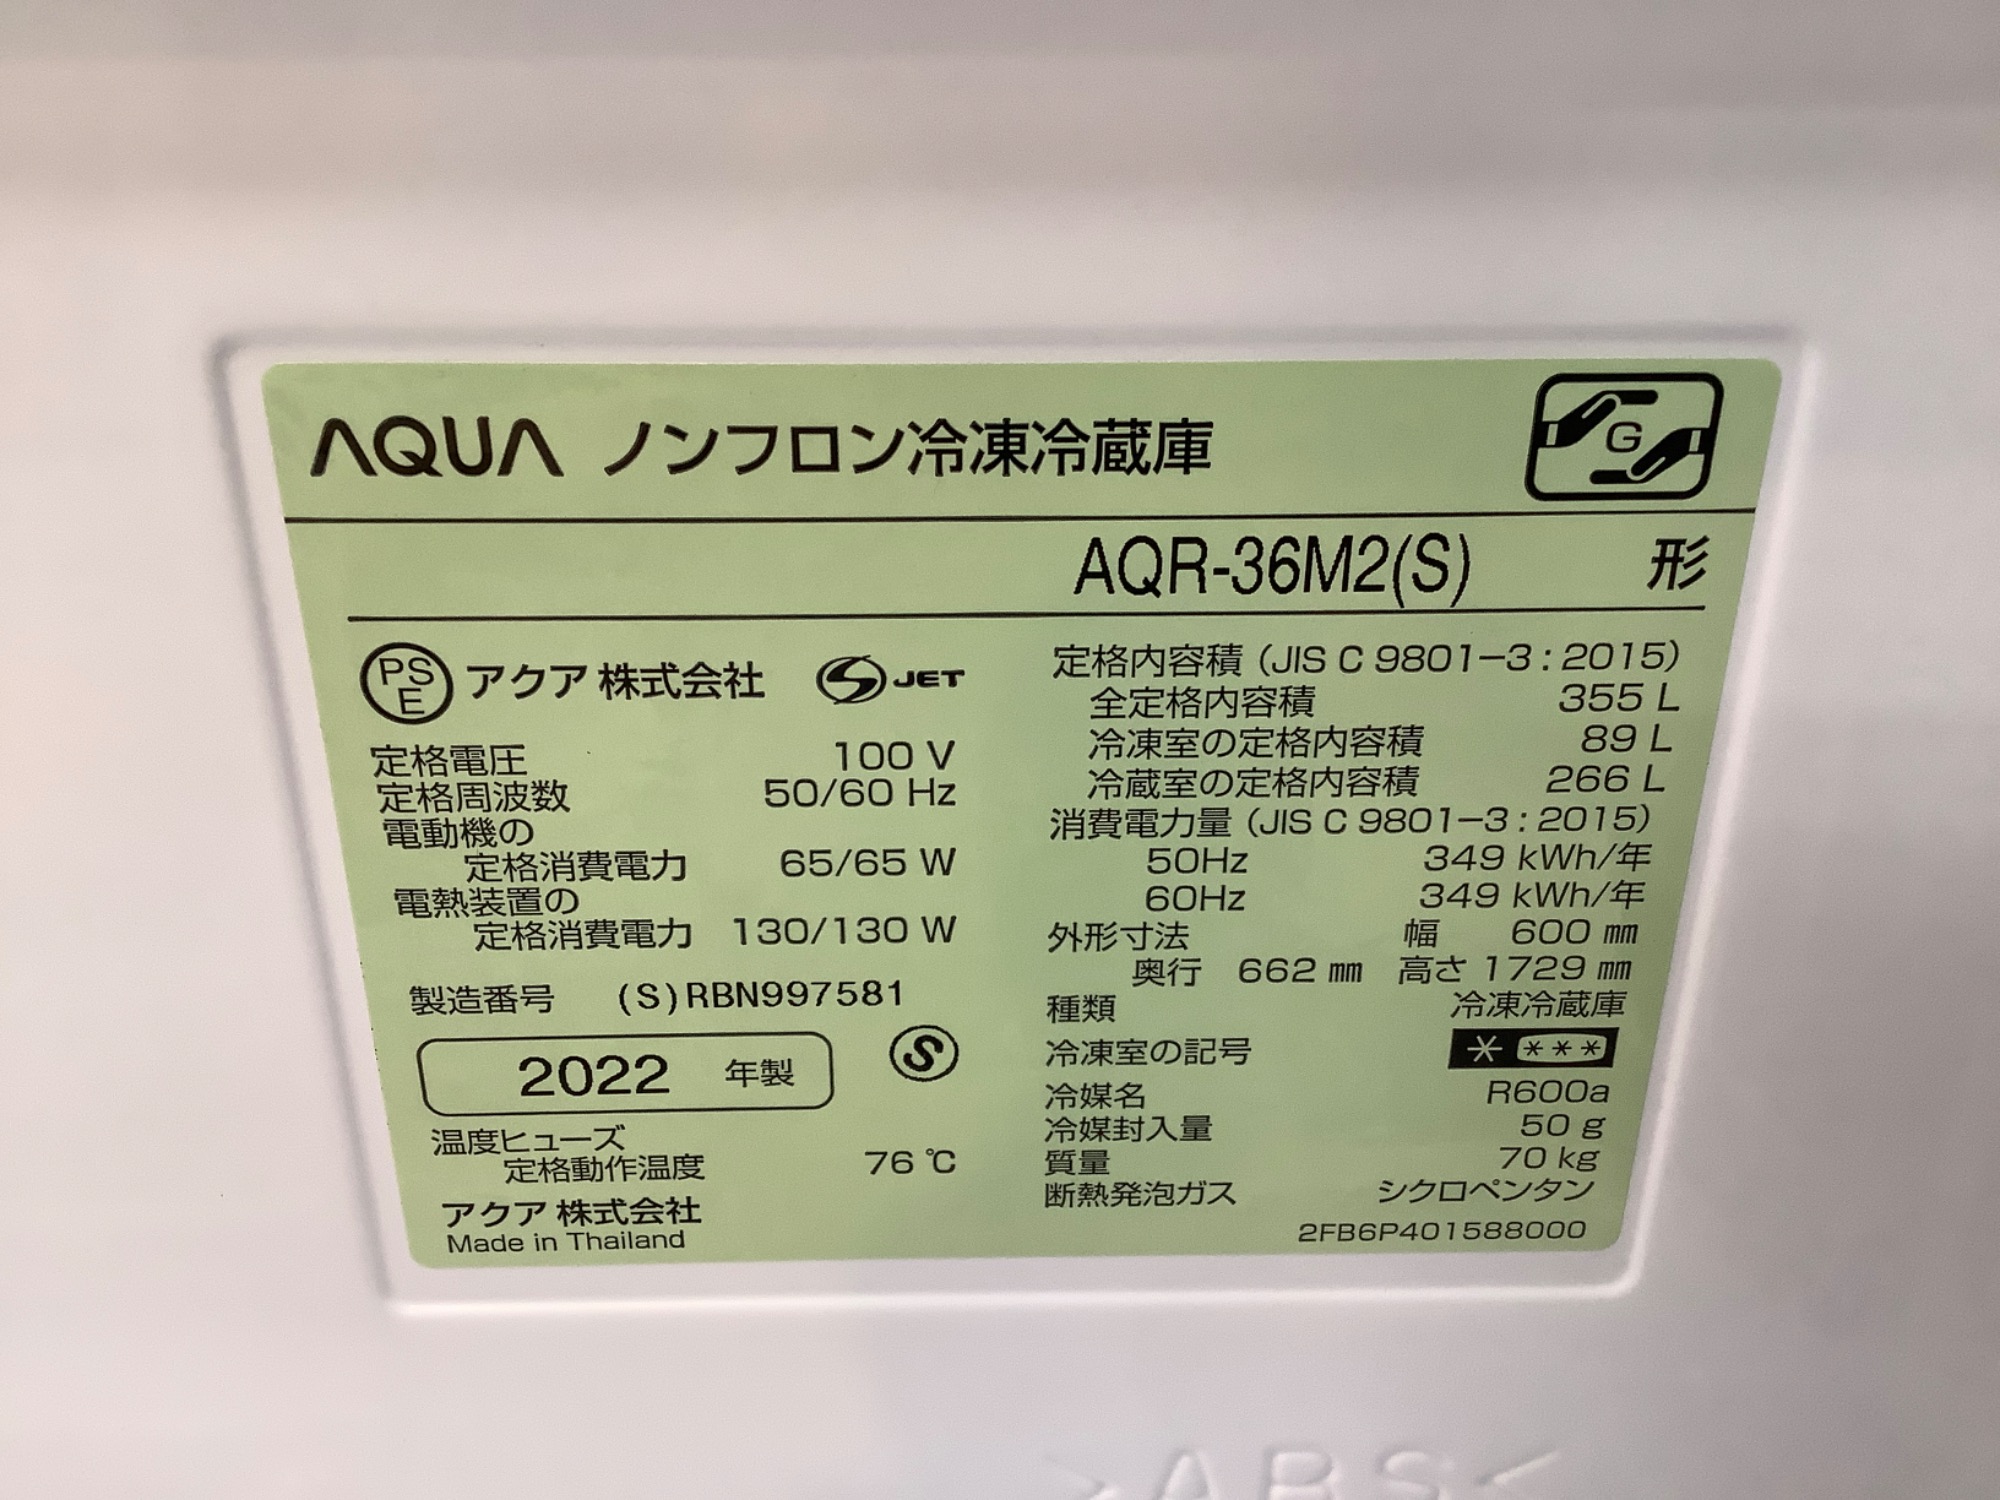 AQUA ノンフロン冷凍冷蔵庫
G
AQR-36M2(S) 形
PS
E
アクア 株式会社 S JET
定格電圧 100 V
定格周波数 50/60 Hz
電動機の
定格消費電力 65/65 W
電熱装置の
定格消費電力 130/130 W
製造番号 (S)RBN997581
2022 年製 S
温度ヒューズ
定格動作温度 76 ℃
アクア 株式会社
Made in Thailand
定格内容積 (JIS C 9801-3:2015)
全定格内容積 355 L
冷凍室の定格内容積 89 L
冷蔵室の定格内容積 266 L
消費電力量 (JIS C 9801-3:2015)
50Hz 349 kWh/年
60Hz 349 kWh/年
外形寸法 幅 600 ㎜
奥行 662 ㎜ 高さ 1729 ㎜
種類 冷凍冷蔵庫
冷凍室の記号 * ***
冷媒名 R600a
冷媒封入量 50 g
質量 70 kg
断熱発泡ガス シクロペンタン
2FB6P401588000
>ABS<